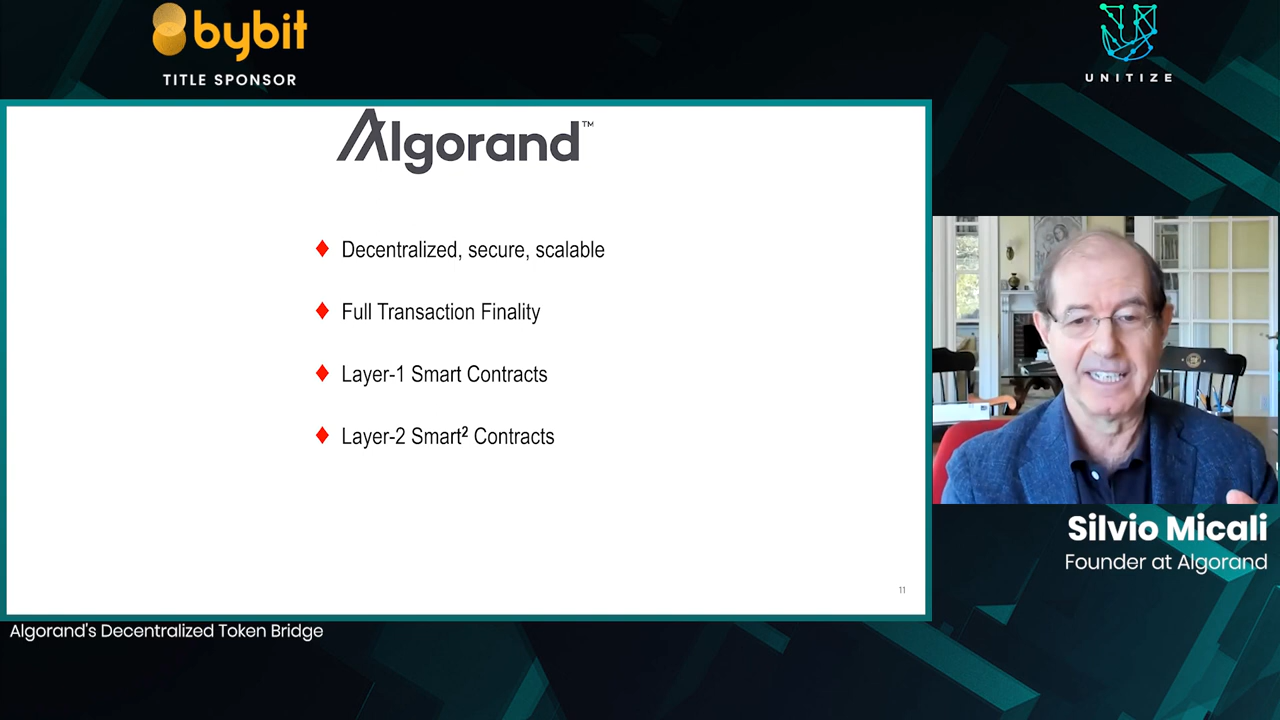 bybit
TITLE SPONSOR
UNITIZE
Algorand™
Decentralized, secure, scalable
Full Transaction Finality
Layer-1 Smart Contracts
Layer-2 Smart² Contracts
11
Silvio Micali
Founder at Algorand
Algorand's Decentralized Token Bridge